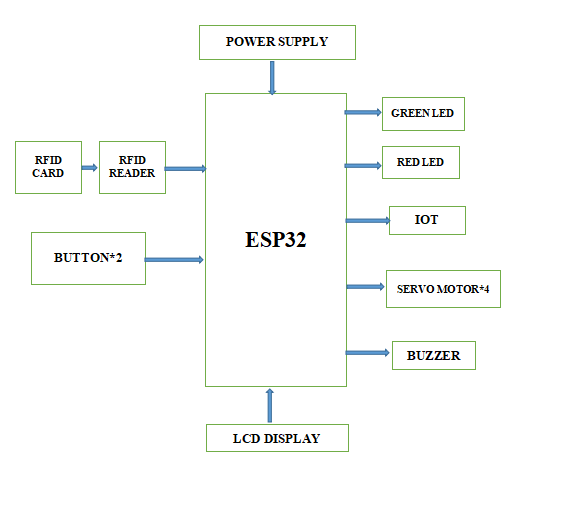 POWER SUPPLY
GREEN LED
RFID
CARD
RFID
READER
RED LED
IOT
ESP32
BUTTON*2
SERVO MOTOR*4
BUZZER
LCD DISPLAY